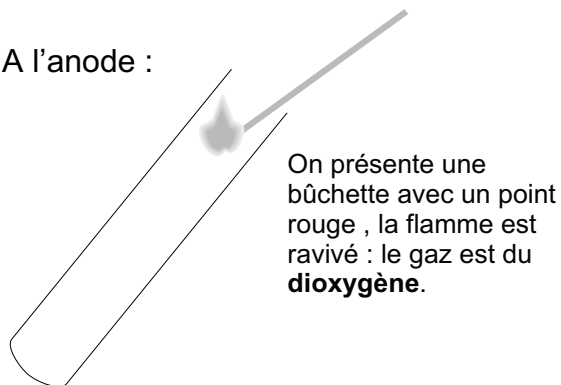 A l’anode :
On présente une
bûchette avec un point
rouge , la flamme est
ravivé : le gaz est du
dioxygène.